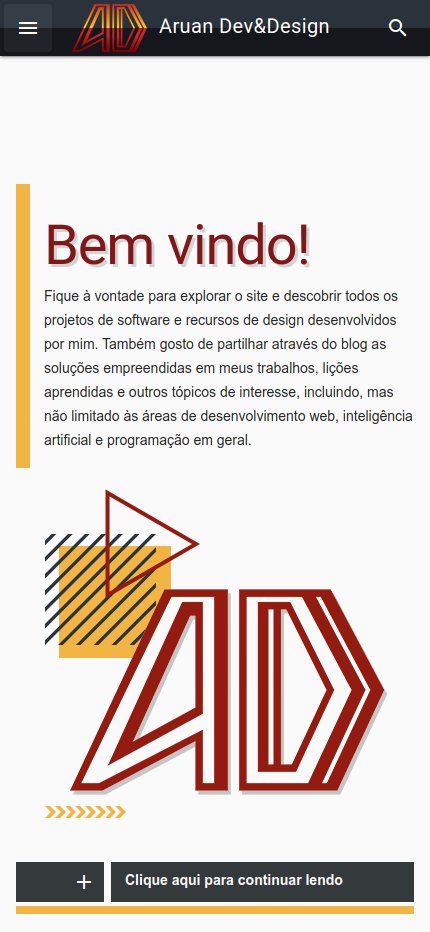 Aruan Dev&Design
Bem vindo!
Fique à vontade para explorar o site e descobrir todos os
projetos de software e recursos de design desenvolvidos
por mim. Também gosto de partilhar através do blog as
soluções empreendidas em meus trabalhos, lições
aprendidas e outros tópicos de interesse, incluindo, mas
não limitado às áreas de desenvolvimento web, inteligência
artificial e programação em geral.
AD
Clique aqui para continuar lendo